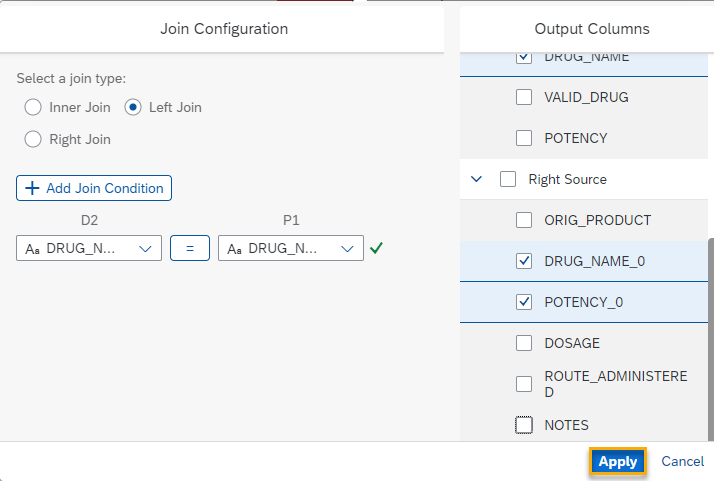 Join Configuration
Select a join type:
Inner Join
Left Join
Right Join
+ Add Join Condition
D2
P1
Aa DRUG_N...
=
Aa DRUG_N...
Output Columns
DRUG_NAME
VALID_DRUG
POTENCY
Right Source
ORIG_PRODUCT
DRUG_NAME_0
POTENCY_0
DOSAGE
ROUTE_ADMINISTERE
D
NOTES
Apply
Cancel